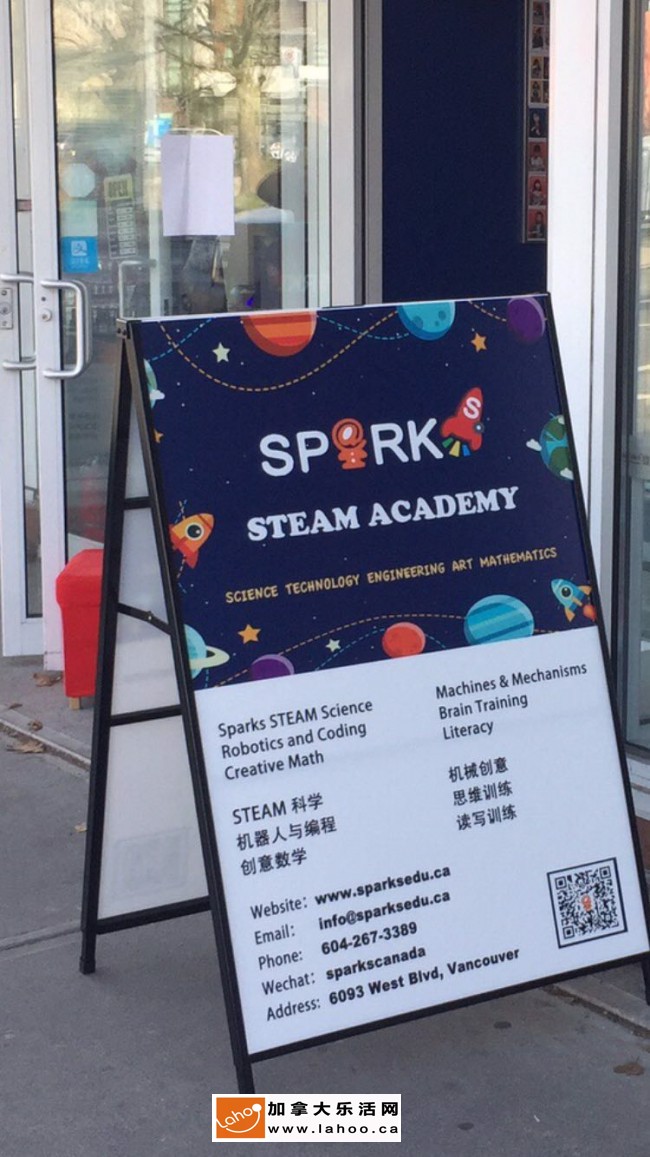 OPEN
SPARKS
STEAM ACADEMY
SCIENCE TECHNOLOGY ENGINEERING ART MATHEMATICS
Sparks STEAM Science
Robotics and Coding
Creative Math
Machines & Mechanisms
Brain Training
Literacy
STEAM 科学
机器人与编程
创意数学
机械创意
思维训练
读写训练
Website: www.sparksedu.ca
Email: info@sparksedu.ca
Phone: 604-267-3389
Wechat: sparkscanada
Address: 6093 West Blvd, Vancouver
Lahoo 加拿大乐活网
www.lahoo.ca